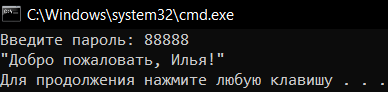 C:\Windows\system32\cmd.exe
Введите пароль: 88888
"Добро пожаловать, Илья!"
Для продолжения нажмите любую клавишу . . .